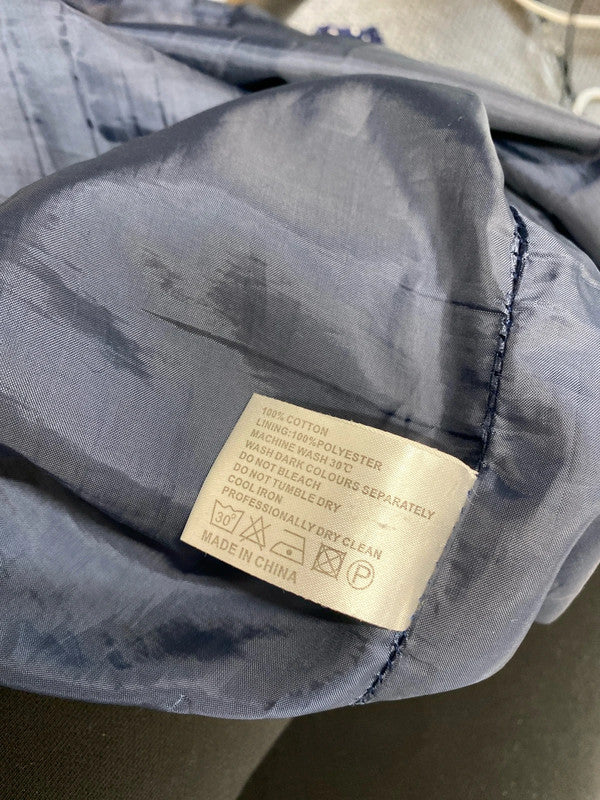 100% COTTON
LINING:100%POLYESTER
MACHINE WASH 30℃
WASH DARK COLOURS SEPARATELY
DO NOT BLEACH
DO NOT TUMBLE DRY
COOL IRON
PROFESSIONALLY DRY CLEAN
30° P
MADE IN CHINA